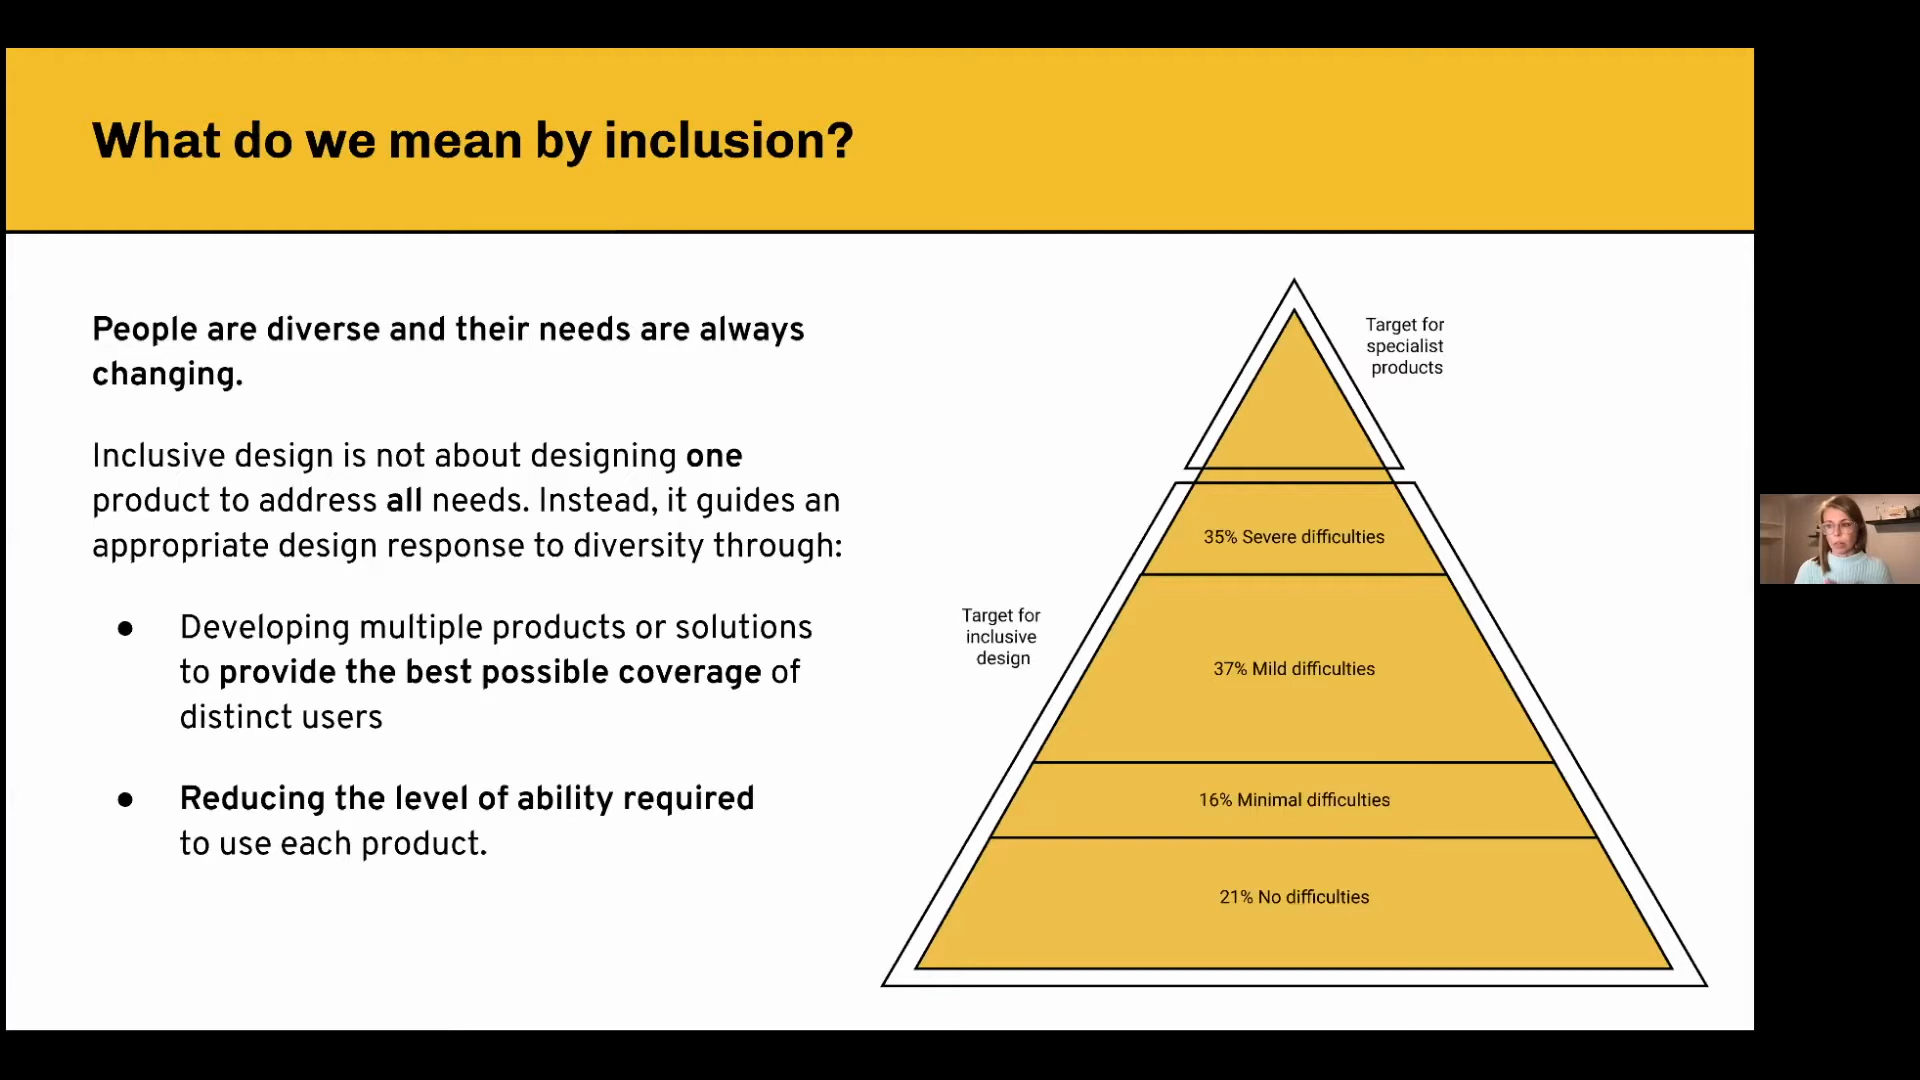 What do we mean by inclusion?
People are diverse and their needs are always
changing.
Inclusive design is not about designing one
product to address all needs. Instead, it guides an
appropriate design response to diversity through:
● Developing multiple products or solutions
to provide the best possible coverage of
distinct users
● Reducing the level of ability required
to use each product.
Target for
specialist
products
35% Severe difficulties
Target for
inclusive
design
37% Mild difficulties
16% Minimal difficulties
21% No difficulties